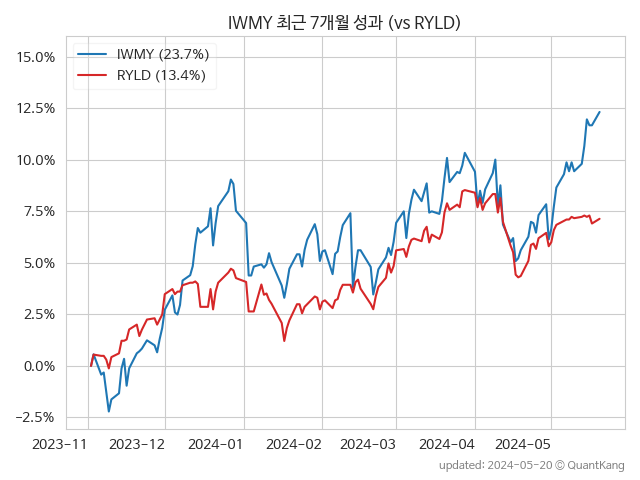 IWMY 최근 7개월 성과 (vs RYLD)
IWMY (23.7%)
RYLD (13.4%)
15.0%
12.5%
10.0%
7.5%
5.0%
2.5%
0.0%
−2.5%
2023-11 2023-12 2024-01 2024-02 2024-03 2024-04 2024-05
updated: 2024-05-20 © QuantKang